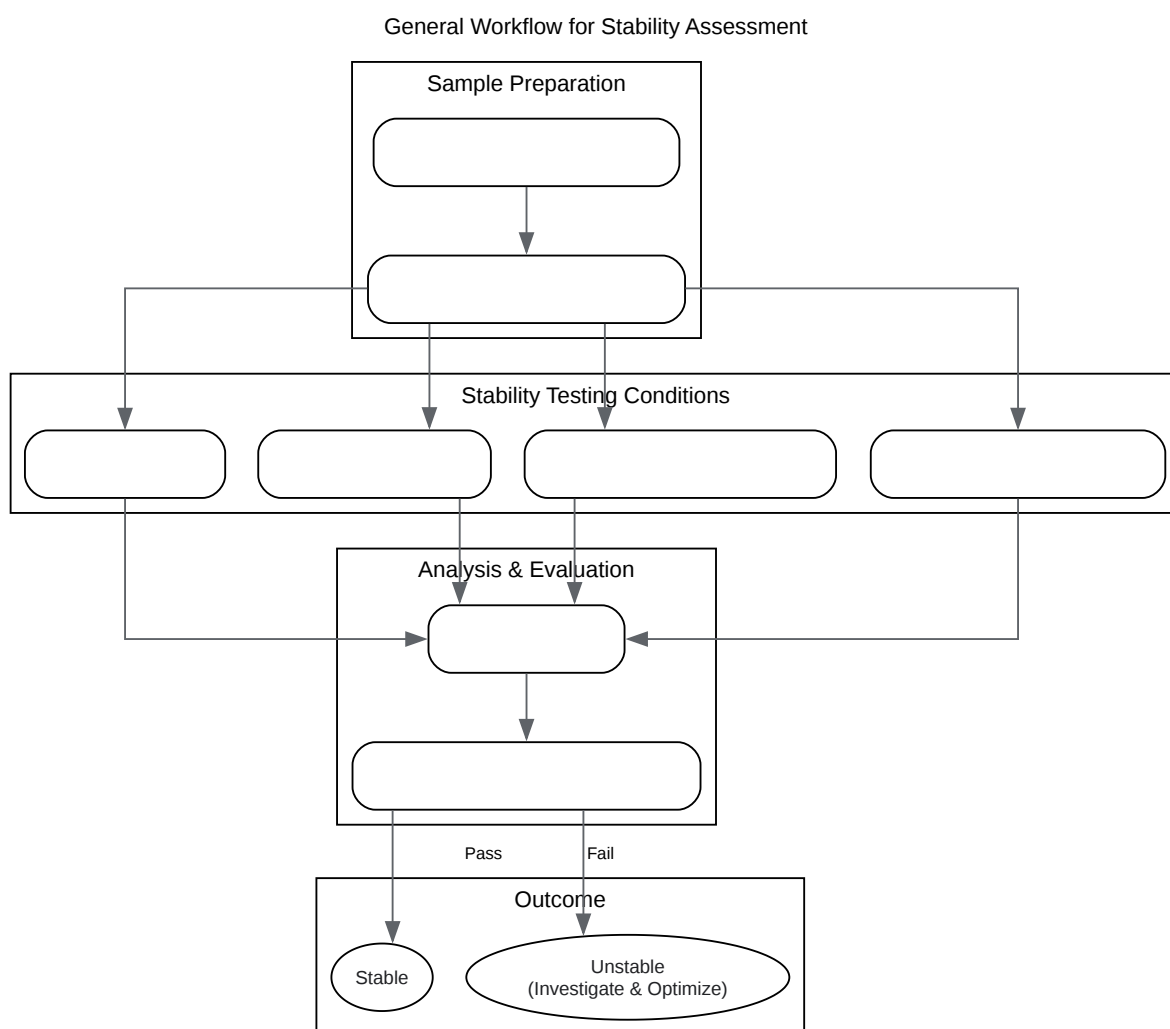 General Workflow for Stability Assessment
Sample Preparation
Stability Testing Conditions
Analysis & Evaluation
Pass
Fail
Outcome
Stable
Unstable
(Investigate & Optimize)